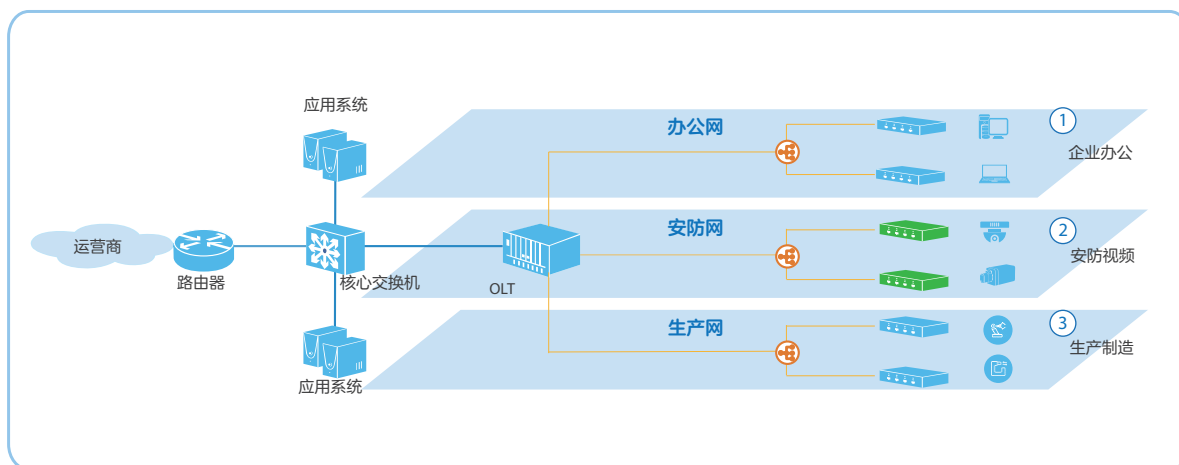 应用系统
办公网
1
企业办公
运营商
路由器
核心交换机
OLT
安防网
2
安防视频
生产网
3
生产制造
应用系统